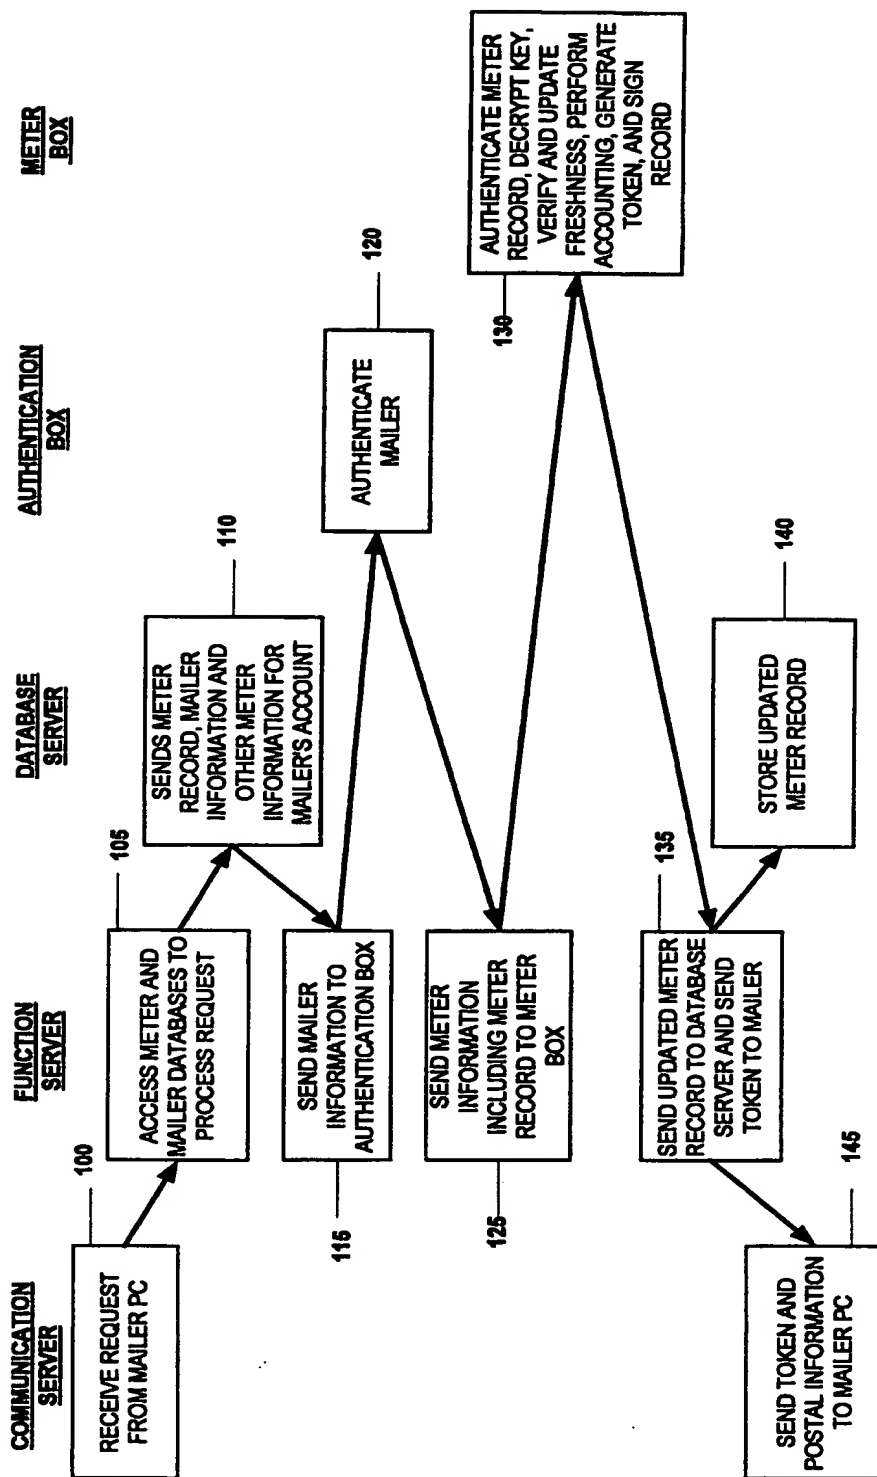 COMMUNICATION
SERVER
FUNCTION
SERVER
DATABASE
SERVER
AUTHENTICATION
BOX
METER
BOX
100
RECEIVE REQUEST
FROM MAILER PC
105
ACCESS METER AND
MAILER DATABASES TO
PROCESS REQUEST
110
SENDS METER
RECORD, MAILER
INFORMATION AND
OTHER METER
INFORMATION FOR
MAILER'S ACCOUNT
115
SEND MAILER
INFORMATION TO
AUTHENTICATION BOX
120
AUTHENTICATE
MAILER
125
SEND METER
INFORMATION
INCLUDING METER
RECORD TO METER
BOX
130
AUTHENTICATE METER
RECORD, DECRYPT KEY,
VERIFY AND UPDATE
FRESHNESS, PERFORM
ACCOUNTING, GENERATE
TOKEN, AND SIGN
RECORD
135
SEND UPDATED METER
RECORD TO DATABASE
SERVER AND SEND
TOKEN TO MAILER
140
STORE UPDATED
METER RECORD
145
SEND TOKEN AND
POSTAL INFORMATION
TO MAILER PC